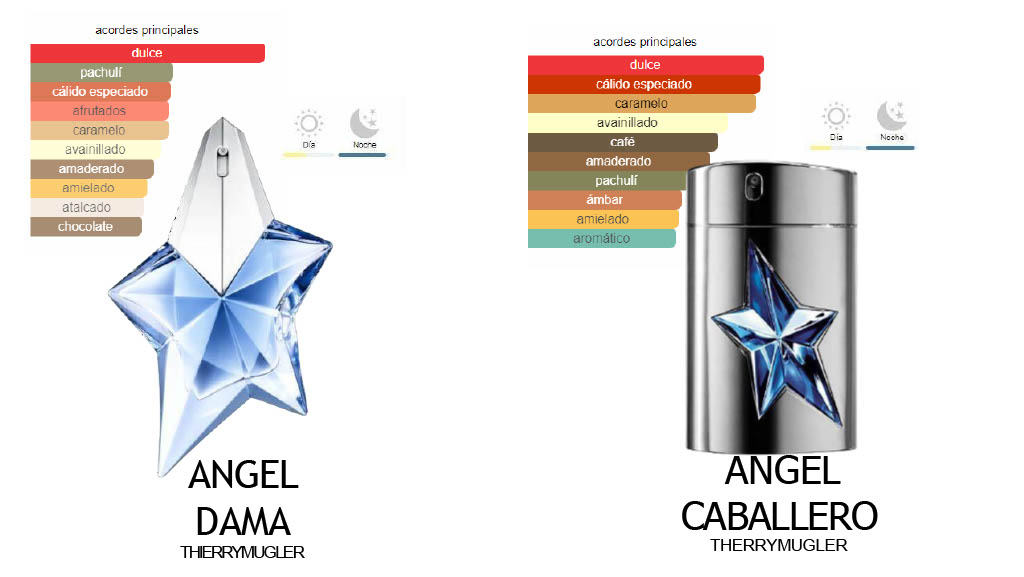 acordes principales
dulce
pachulí
cálido especiado
afrutados
caramelo
avainillado
amaderado
amielado
atalcado
chocolate
Día
Noche
ANGEL
DAMA
THIERRYMUGLER
acordes principales
dulce
cálido especiado
caramelo
avainillado
café
amaderado
pachulí
ámbar
amielado
aromático
Día
Noche
ANGEL
CABALLERO
THERRYMUGLER